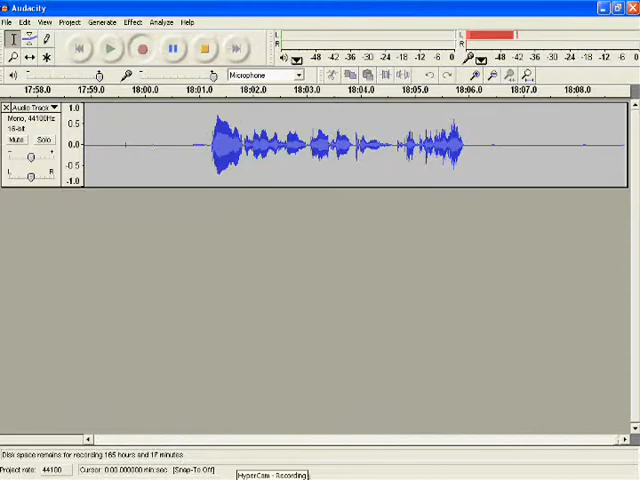 Audacity
File Edit View Project Generate Effect Analyze Help
L
R
-48 -42 -36 -30 -24 -18 -12 -6 0
L
R
-48 -42 -36 -30 -24 -18 -12 -6 0
Microphone
17:58.0 17:59.0 18:00.0 18:01.0 18:02.0 18:03.0 18:04.0 18:05.0 18:06.0 18:07.0 18:08.0
Audio Track
Mono, 44100Hz
16-bit
Mute Solo
- +
L R
1.0
0.5
0.0
-0.5
-1.0
Disk space remains for recording 165 hours and 17 minutes.
Project rate: 44100 Cursor: 0:00.000000 min:sec [Snap-To Off]
HyperCam - Recording